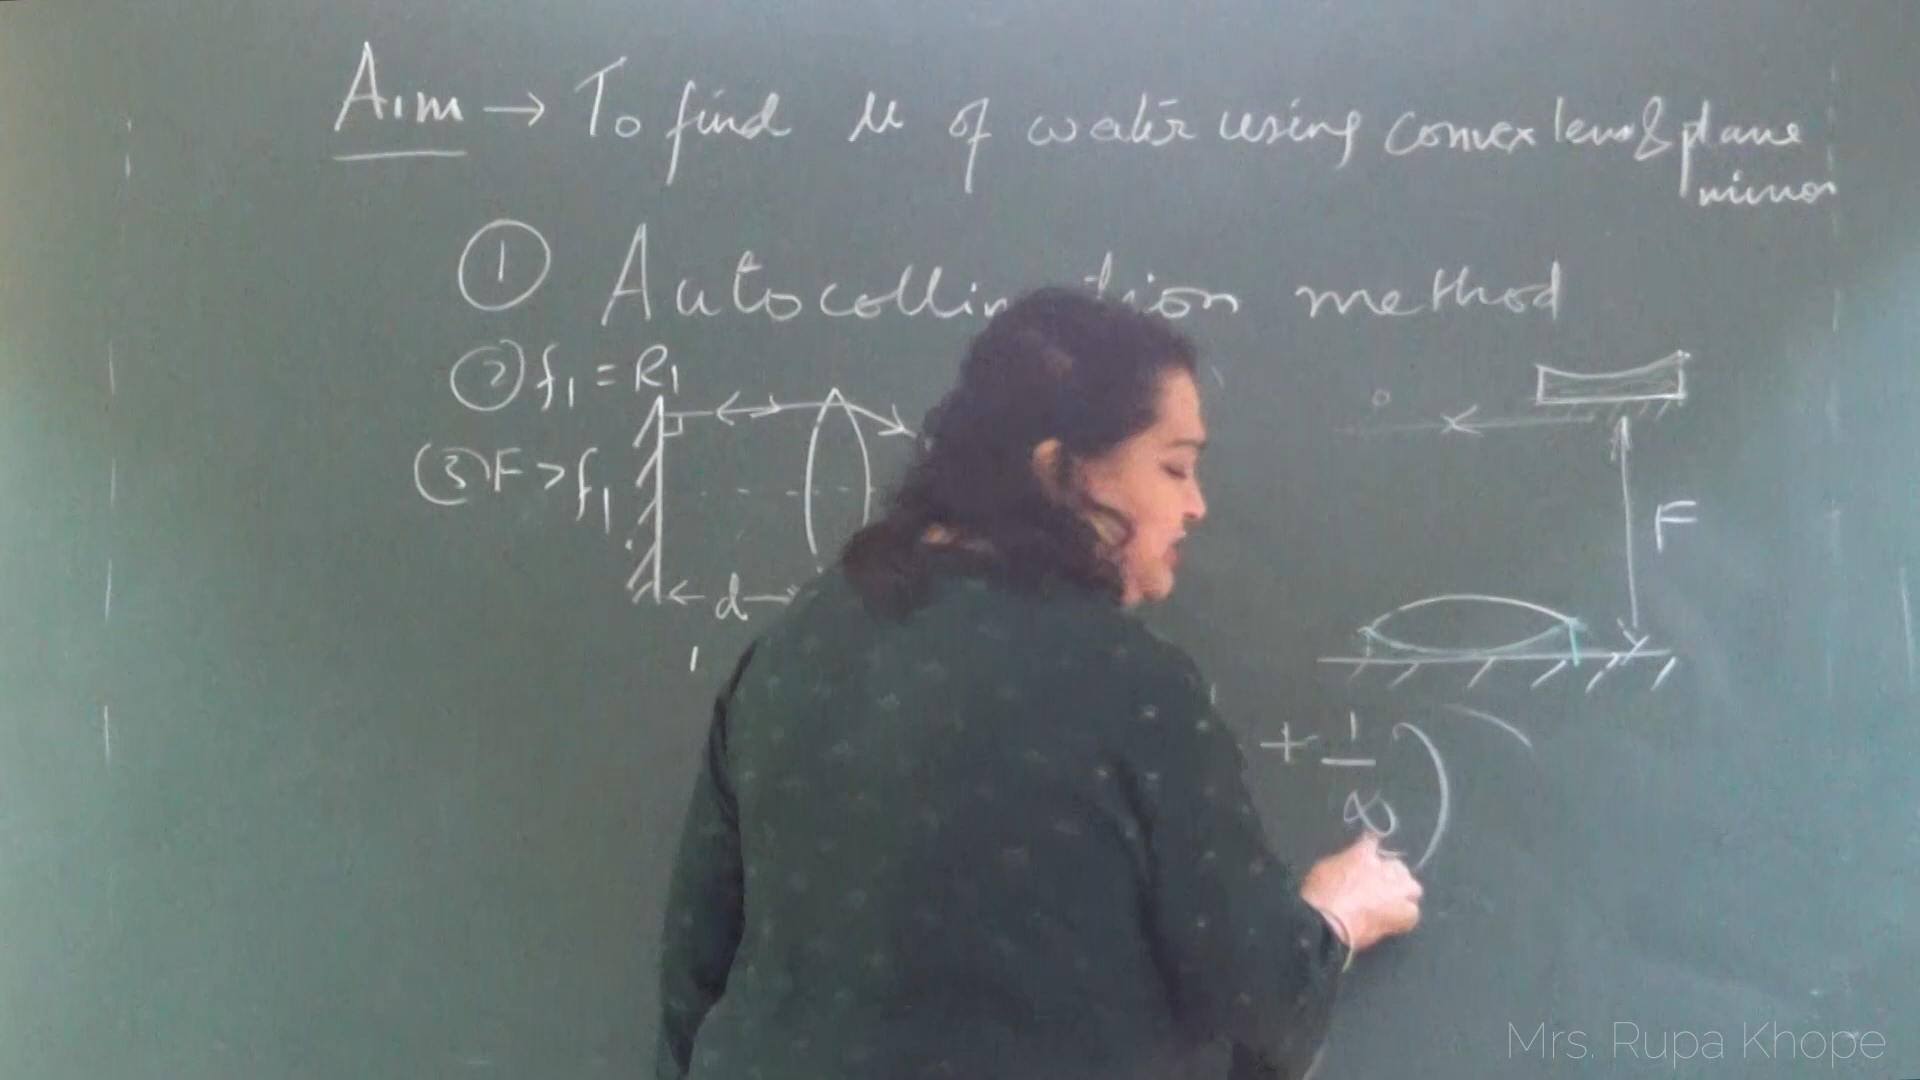 Aim → To find μ of water using convex lens & plane
mirror
① Autocollimation method
② f₁ = R₁
③ F > f₁
F
d
+ 1/∞ )
Mrs. Rupa Khope